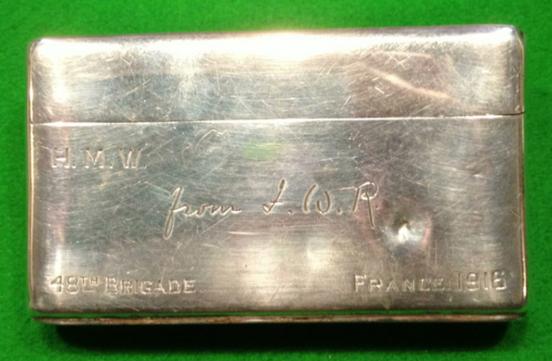 H.M.W.
from F.W.R.
48TH BRIGADE
FRANCE.1916